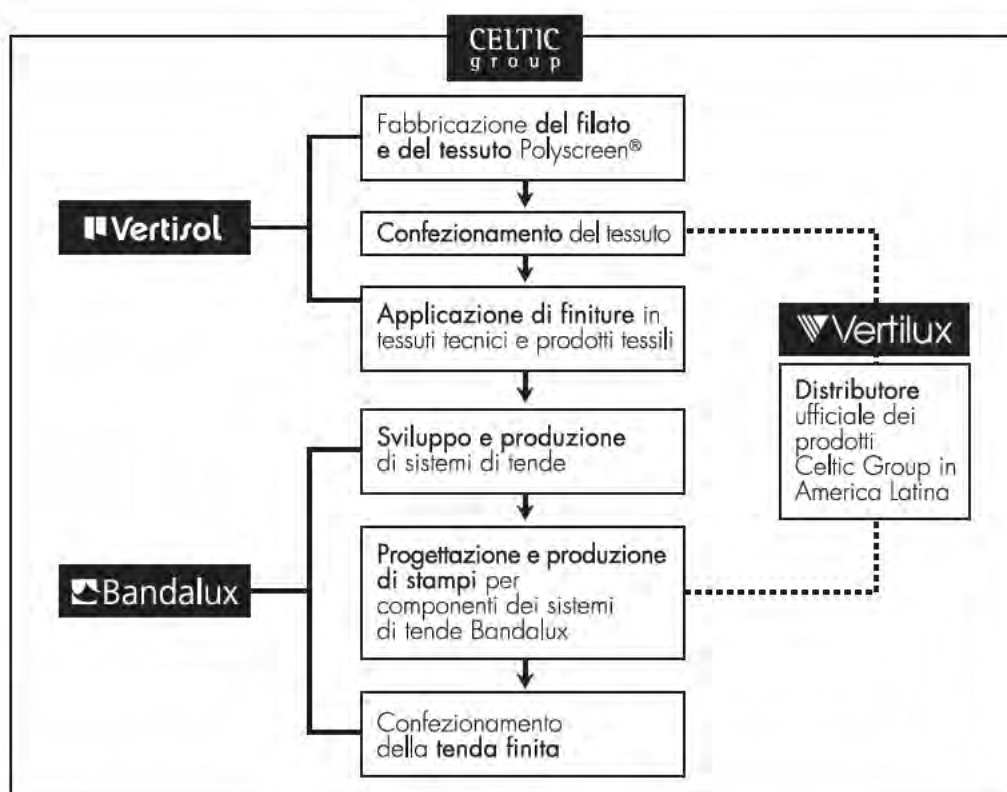 CELTIC
group
Fabbricazione del filato
e del tessuto Polyscreen®
Vertisol
Confezionamento del tessuto
Applicazione di finiture in
tessuti tecnici e prodotti tessili
Vertilux
Distributore
ufficiale dei
prodotti
Celtic Group in
America Latina
Sviluppo e produzione
di sistemi di tende
Bandalux
Progettazione e produzione
di stampi per
componenti dei sistemi
di tende Bandalux
Confezionamento
della tenda finita